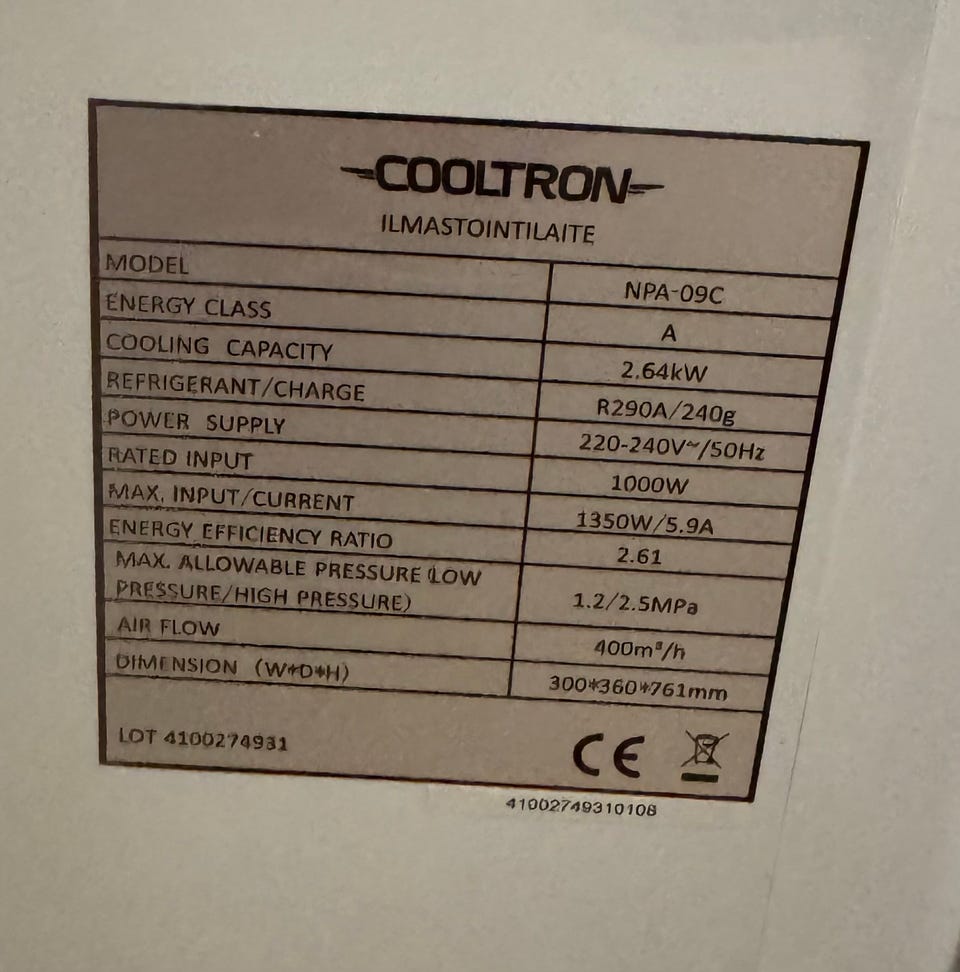 COOLTRON
ILMASTOINTILAITE
MODEL NPA-09C
ENERGY CLASS A
COOLING CAPACITY 2.64kW
REFRIGERANT/CHARGE R290A/240g
POWER SUPPLY 220-240V~/50Hz
RATED INPUT 1000W
MAX. INPUT/CURRENT 1350W/5.9A
ENERGY EFFICIENCY RATIO 2.61
MAX. ALLOWABLE PRESSURE (LOW
PRESSURE/HIGH PRESSURE) 1.2/2.5MPa
AIR FLOW 400m³/h
DIMENSION (W*D*H) 300*360*761mm
LOT 4100274931
CE
41002749310108